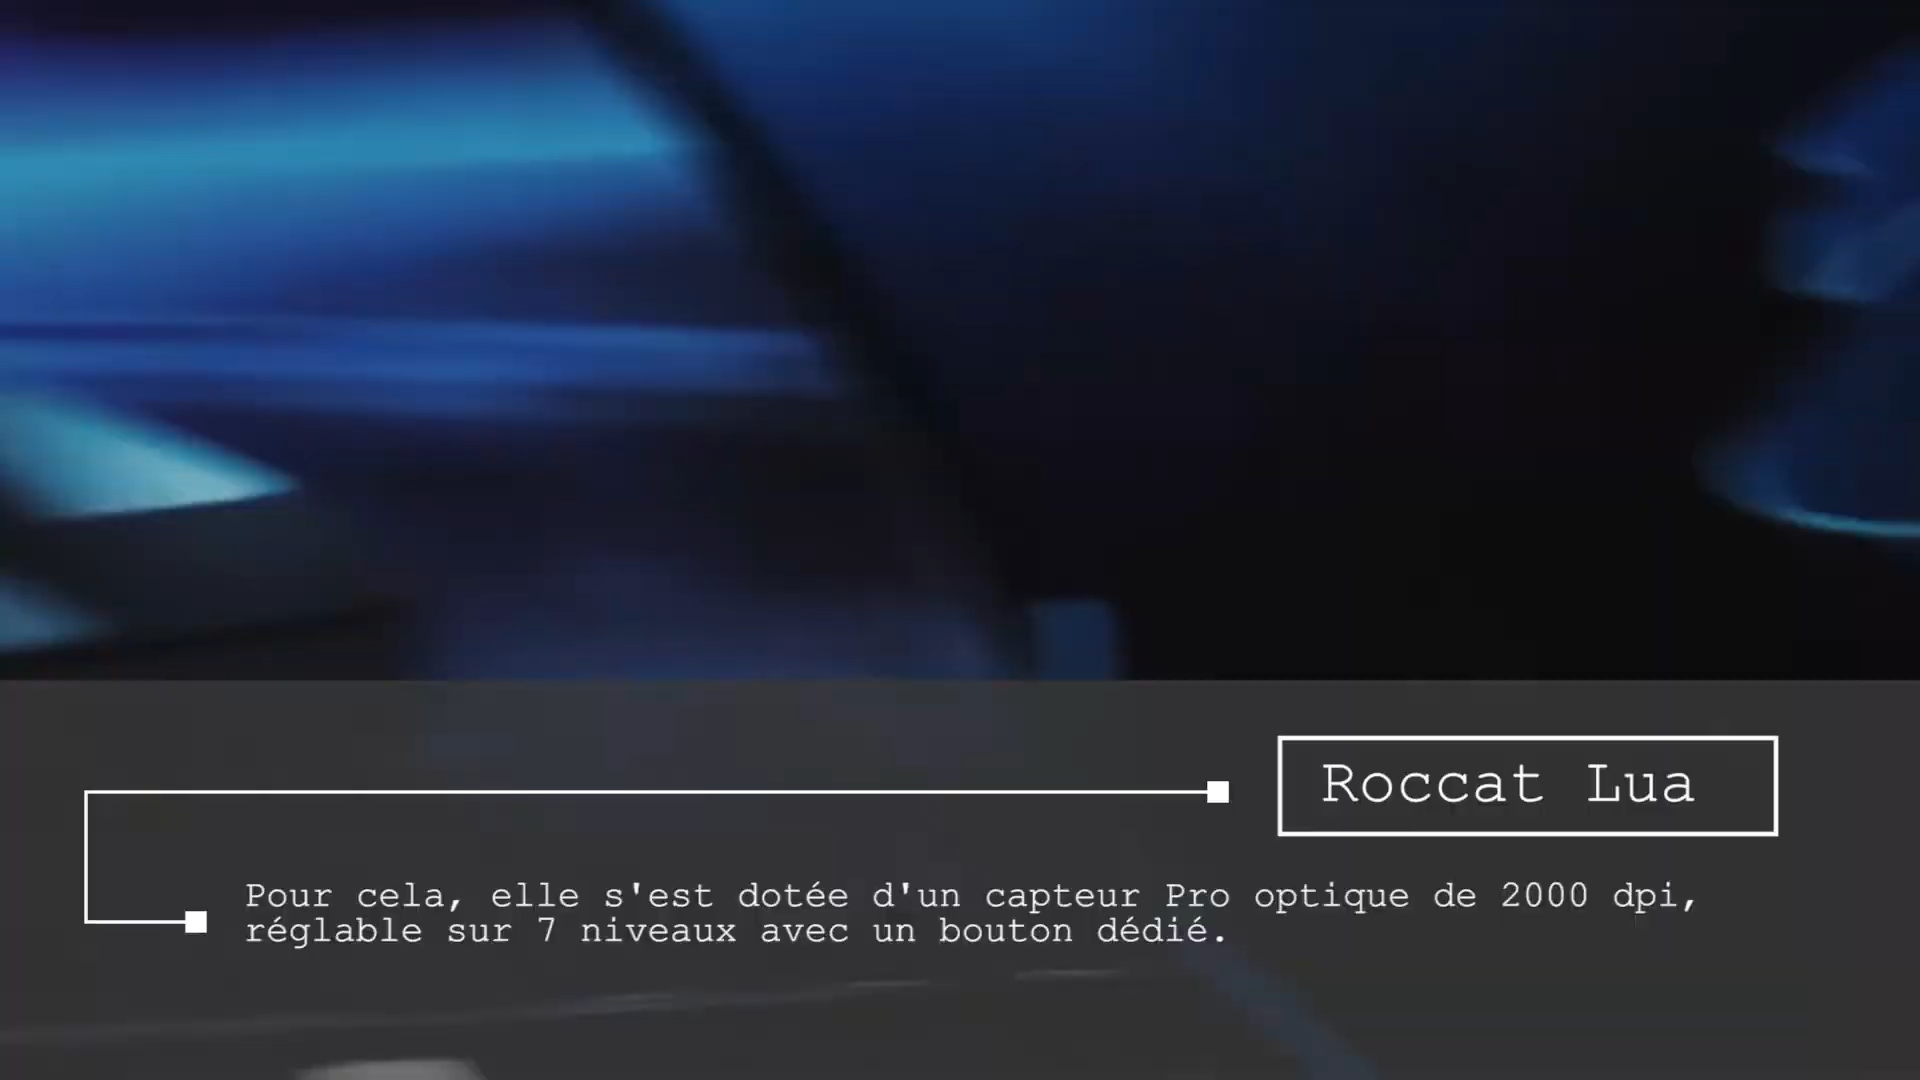 Roccat Lua
Pour cela, elle s'est dotée d'un capteur Pro optique de 2000 dpi,
réglable sur 7 niveaux avec un bouton dédié.